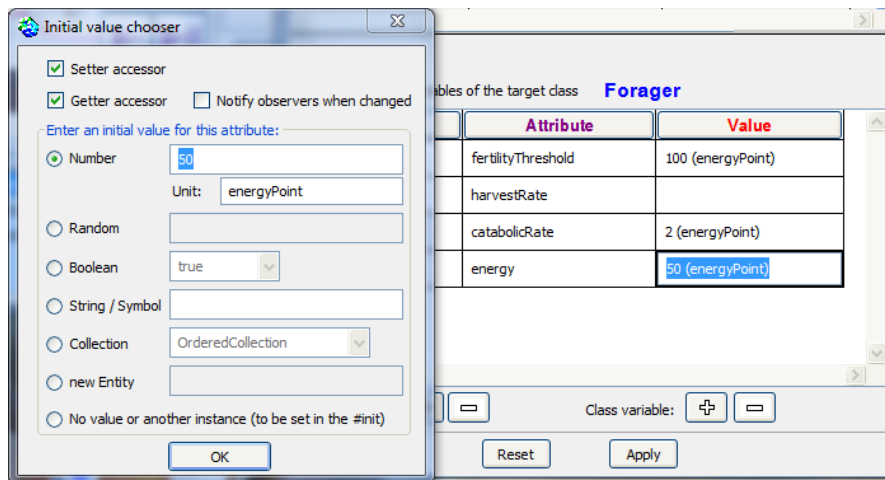 Initial value chooser
Setter accessor
Getter accessor Notify observers when changed
Enter an initial value for this attribute:
Number 50
Unit: energyPoint
Random
Boolean true
String / Symbol
Collection OrderedCollection
new Entity
No value or another instance (to be set in the #init)
OK
of the target class Forager
Attribute Value
fertilityThreshold 100 (energyPoint)
harvestRate
catabolicRate 2 (energyPoint)
energy 50 (energyPoint)
Class variable:
Reset Apply